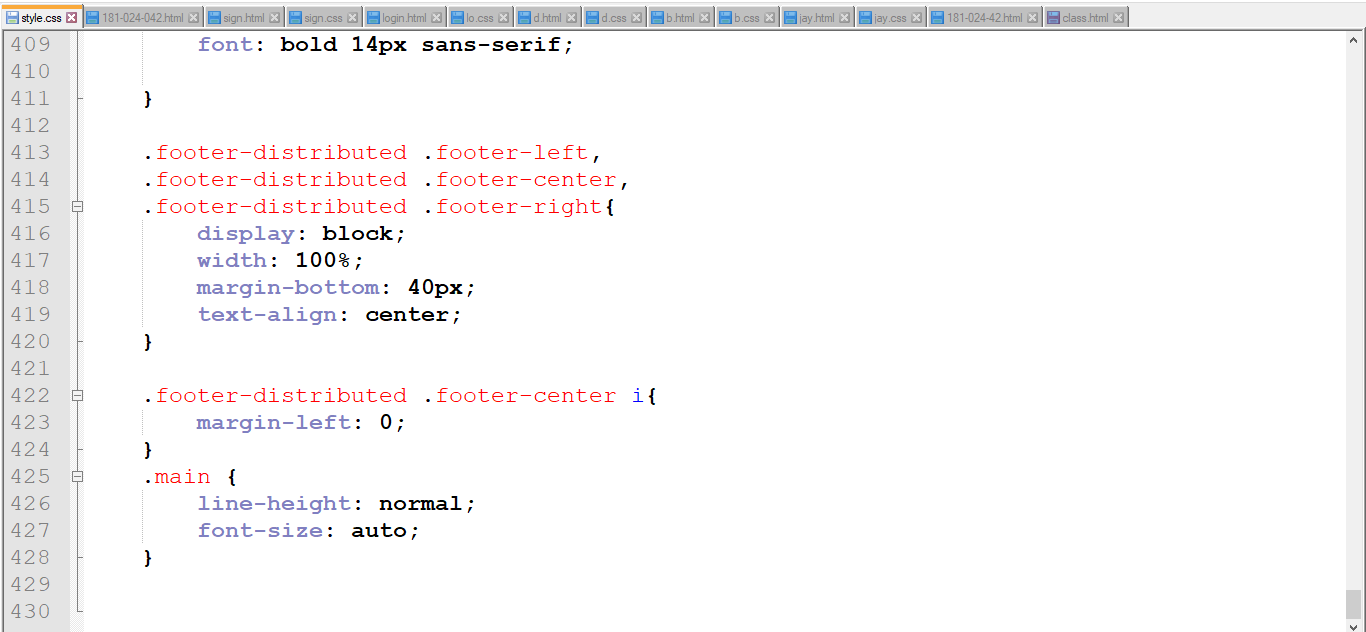 style.css 181-024-042.html sign.html sign.css login.html lo.css d.html d.css b.html b.css jay.html jay.css 181-024-42.html class.html
409 font: bold 14px sans-serif;
410
411 }
412
413 .footer-distributed .footer-left,
414 .footer-distributed .footer-center,
415 .footer-distributed .footer-right{
416 display: block;
417 width: 100%;
418 margin-bottom: 40px;
419 text-align: center;
420 }
421
422 .footer-distributed .footer-center i{
423 margin-left: 0;
424 }
425 .main {
426 line-height: normal;
427 font-size: auto;
428 }
429
430